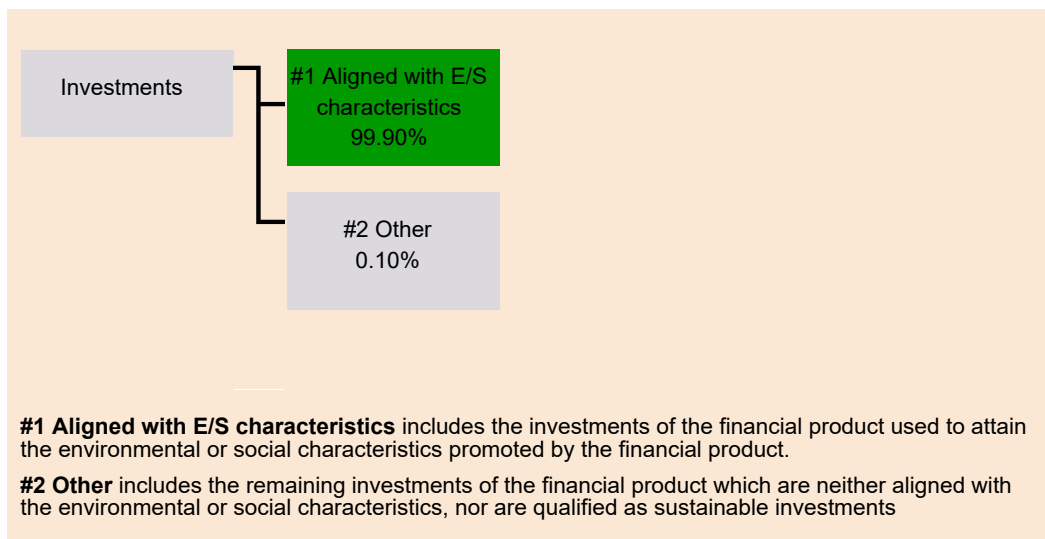 Investments
#1 Aligned with E/S
characteristics
99.90%
#2 Other
0.10%
#1 Aligned with E/S characteristics includes the investments of the financial product used to attain
the environmental or social characteristics promoted by the financial product.
#2 Other includes the remaining investments of the financial product which are neither aligned with
the environmental or social characteristics, nor are qualified as sustainable investments